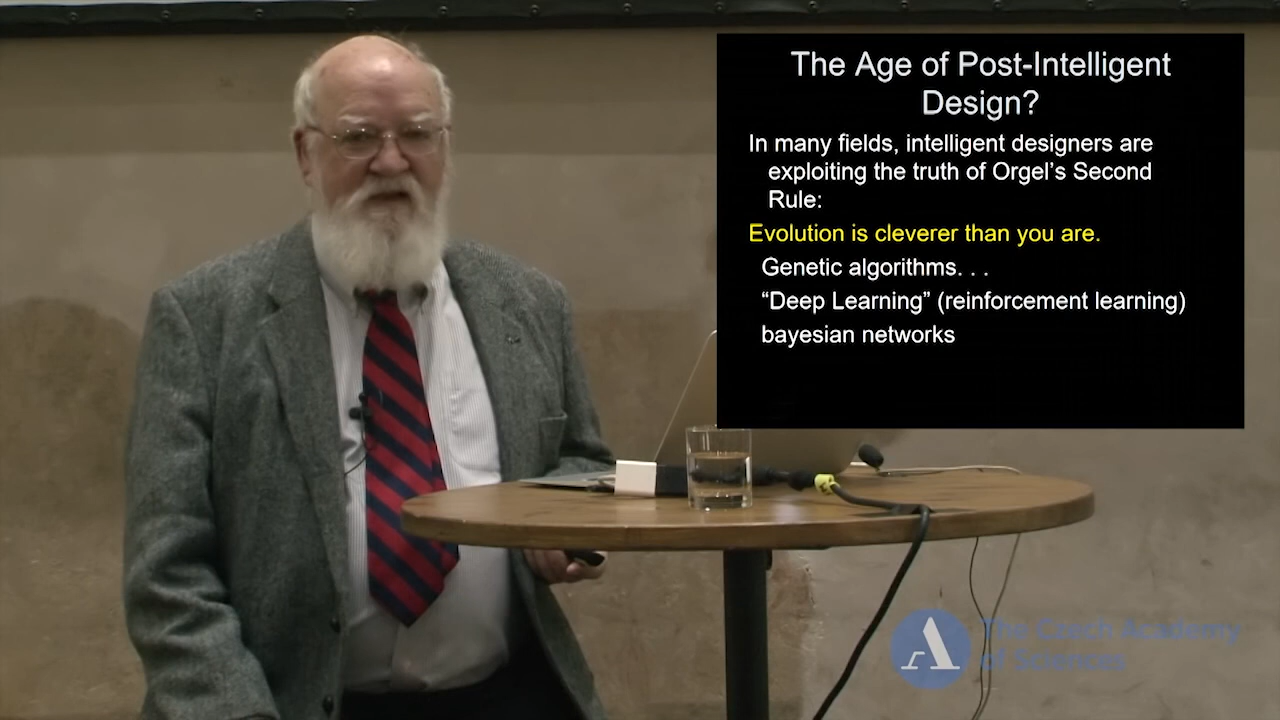 The Age of Post-Intelligent
Design?
In many fields, intelligent designers are
exploiting the truth of Orgel's Second
Rule:
Evolution is cleverer than you are.
Genetic algorithms. . .
“Deep Learning” (reinforcement learning)
bayesian networks
The Czech Academy
of Sciences